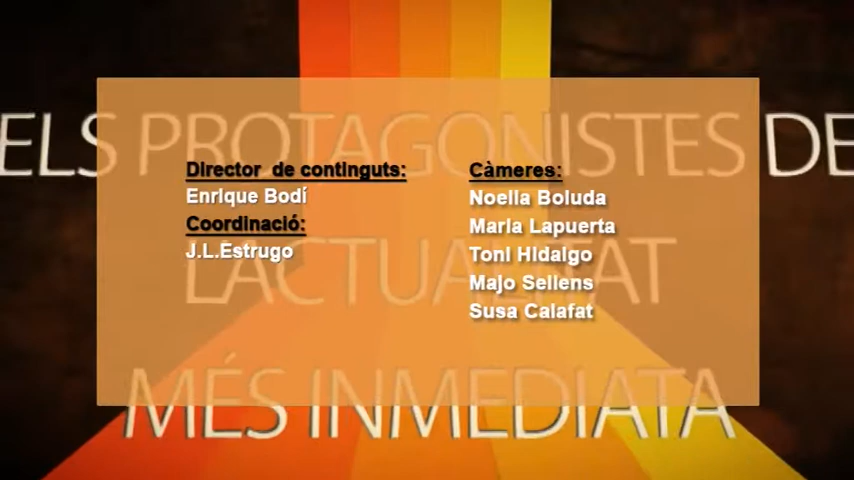 ELS PROTAGONISTES DE
L'ACTUALITAT
MÉS INMEDIATA
Director de continguts:
Enrique Bodí
Coordinació:
J.L.Estrugo
Càmeres:
Noelia Boluda
Maria Lapuerta
Toni Hidalgo
Majo Sellens
Susa Calafat